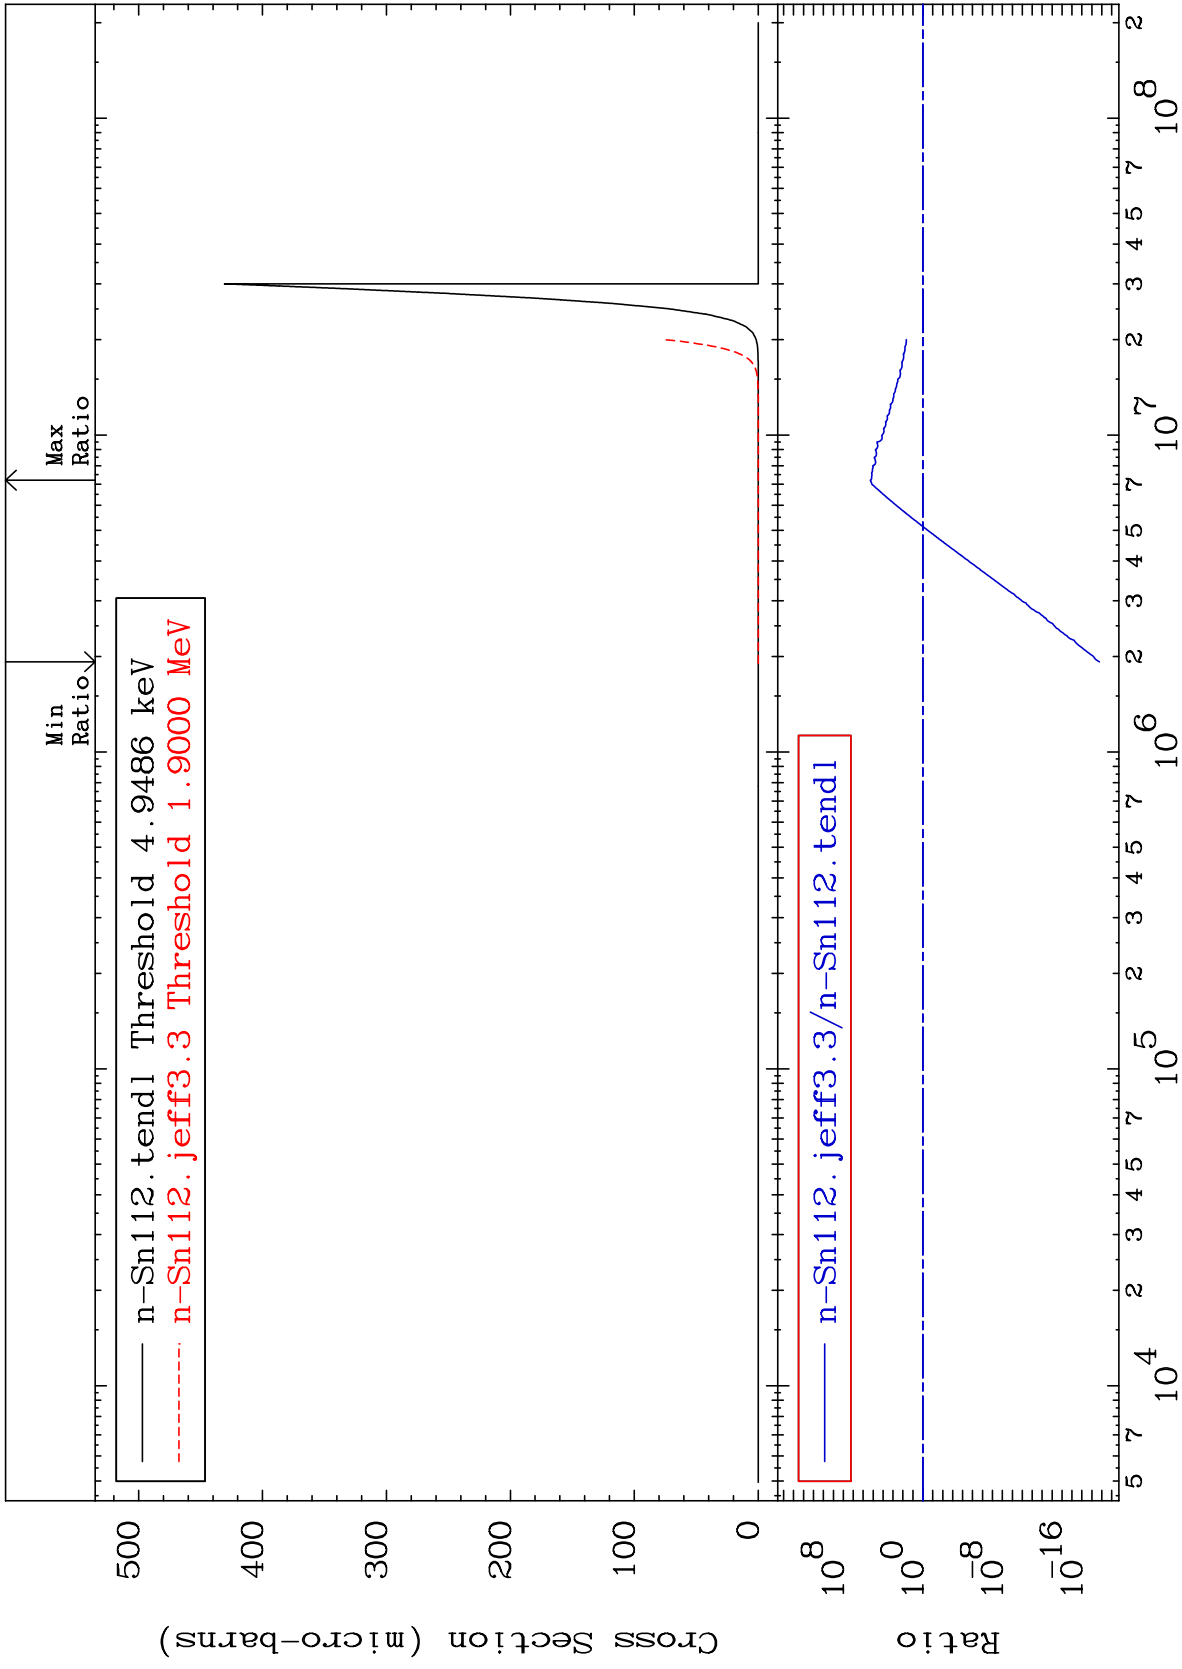 Min
Ratio
Max
Ratio
n-Sn112.tendl Threshold 4.9486 keV
n-Sn112.jeff3.3 Threshold 1.9000 MeV
Cross Section (micro-barns)
500
400
300
200
100
0
n-Sn112.jeff3.3/n-Sn112.tendl
Ratio
10^8
10^0
10^-8
10^-16
5 7 10^4 2 3 4 5 7 10^5 2 3 4 5 7 10^6 2 3 4 5 7 10^7 2 3 4 5 7 10^8 2